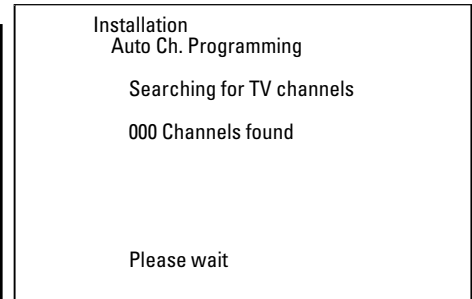 Installation
Auto Ch. Programming
Searching for TV channels
000 Channels found
Please wait